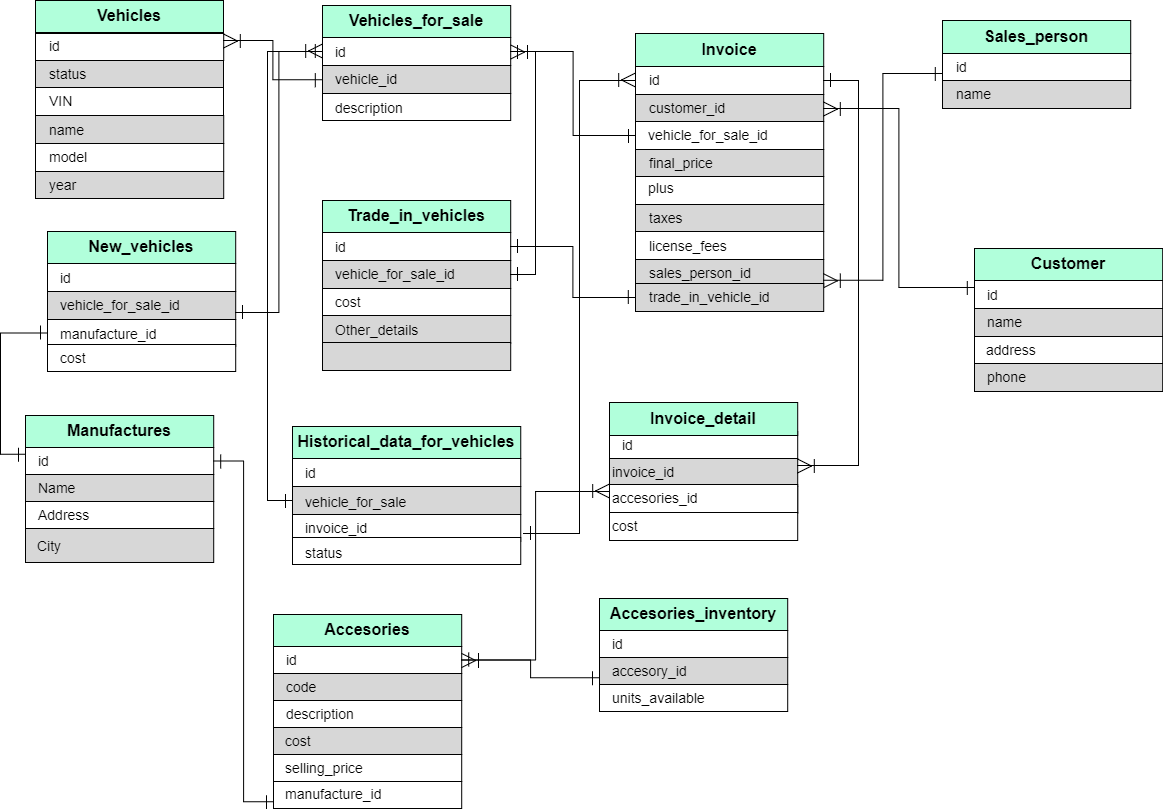 Vehicles
id
status
VIN
name
model
year
Vehicles_for_sale
id
vehicle_id
description
Invoice
id
customer_id
vehicle_for_sale_id
final_price
plus
taxes
license_fees
sales_person_id
trade_in_vehicle_id
Sales_person
id
name
New_vehicles
id
vehicle_for_sale_id
manufacture_id
cost
Trade_in_vehicles
id
vehicle_for_sale_id
cost
Other_details
Customer
id
name
address
phone
Manufactures
id
Name
Address
City
Historical_data_for_vehicles
id
vehicle_for_sale
invoice_id
status
Invoice_detail
id
invoice_id
accesories_id
cost
Accesories
id
code
description
cost
selling_price
manufacture_id
Accesories_inventory
id
accesory_id
units_available